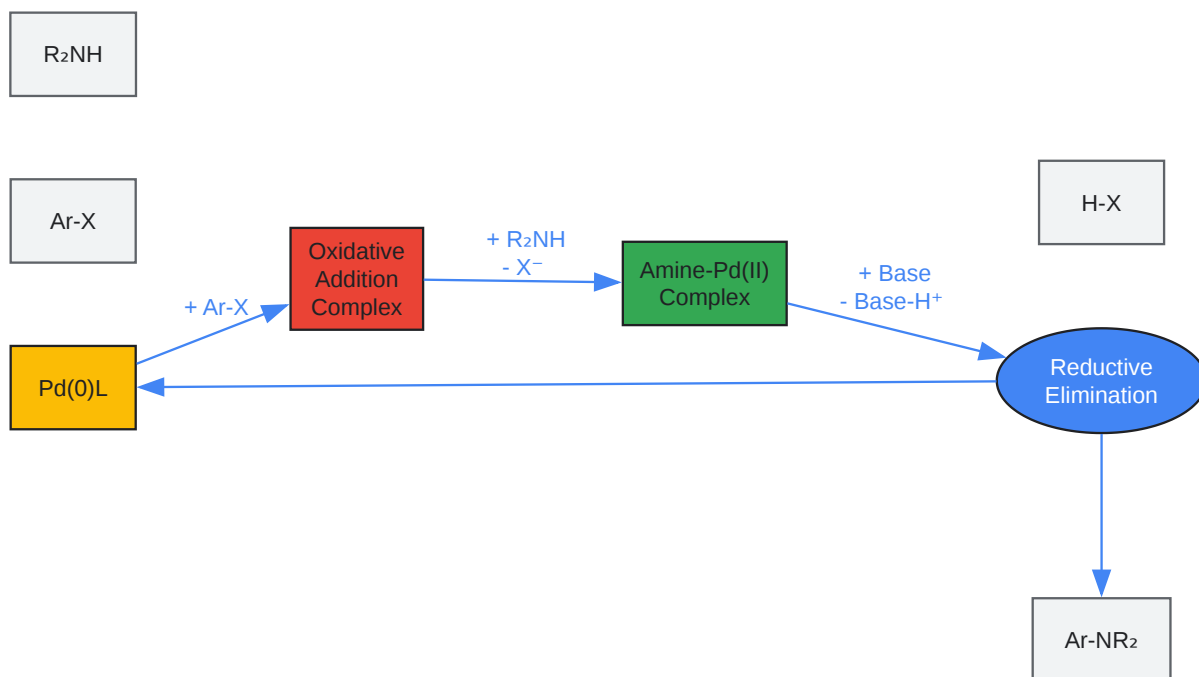 R₂NH
Ar-X
H-X
Oxidative
Addition
Complex
+ R₂NH
- X⁻
Amine-Pd(II)
Complex
+ Base
- Base-H⁺
+ Ar-X
Pd(0)L
Reductive
Elimination
Ar-NR₂